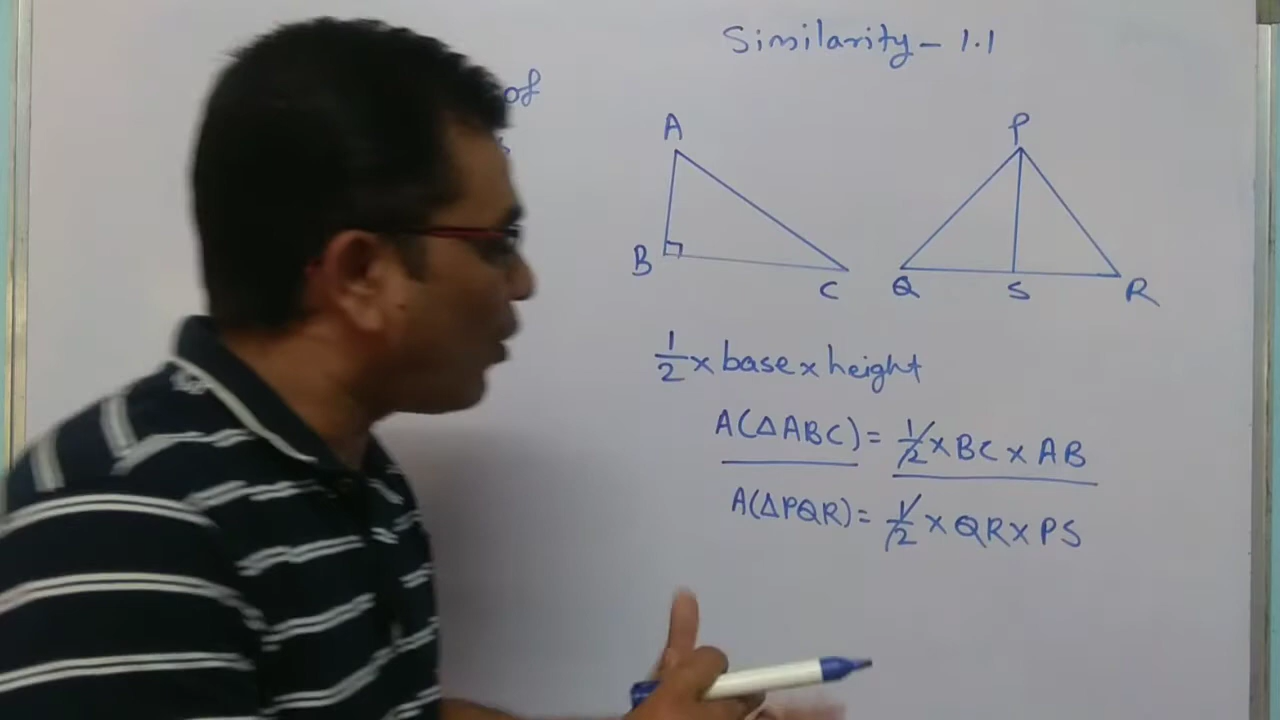 Similarity - 1.1
of
A
P
B
C
Q
S
R
1/2 × base × height
A(△ABC) = 1/2 × BC × AB
A(△PQR) = 1/2 × QR × PS